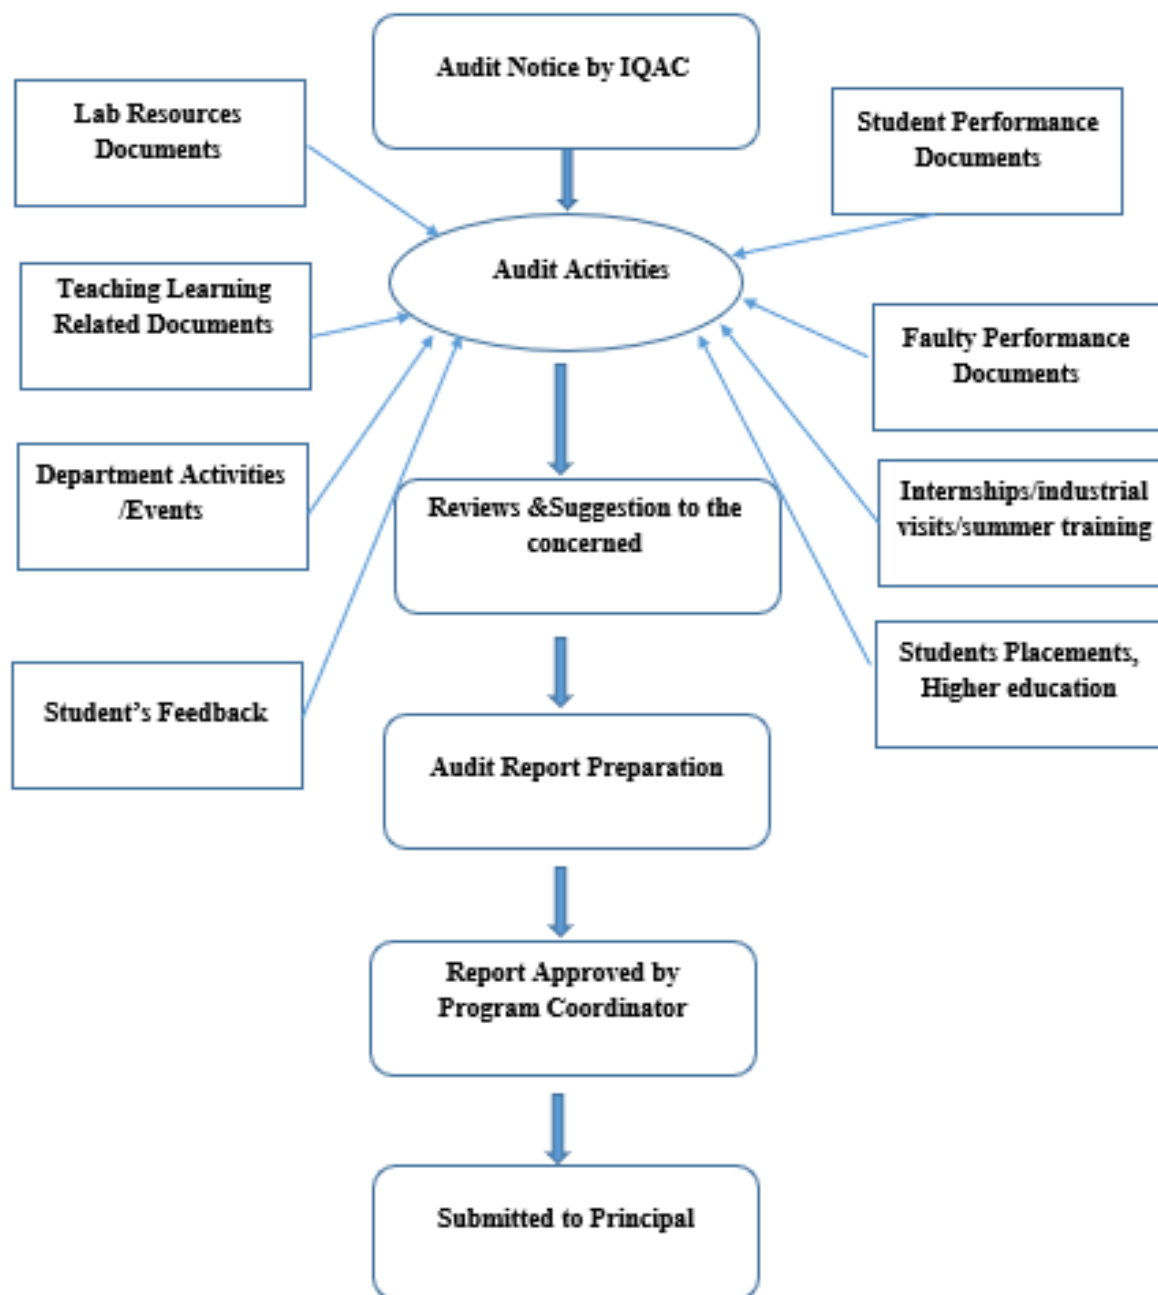 Audit Notice by IQAC
Lab Resources
Documents
Student Performance
Documents
Audit Activities
Teaching Learning
Related Documents
Faulty Performance
Documents
Department Activities
/Events
Reviews &Suggestion to the
concerned
Internships/industrial
visits/summer training
Student’s Feedback
Students Placements,
Higher education
Audit Report Preparation
Report Approved by
Program Coordinator
Submitted to Principal